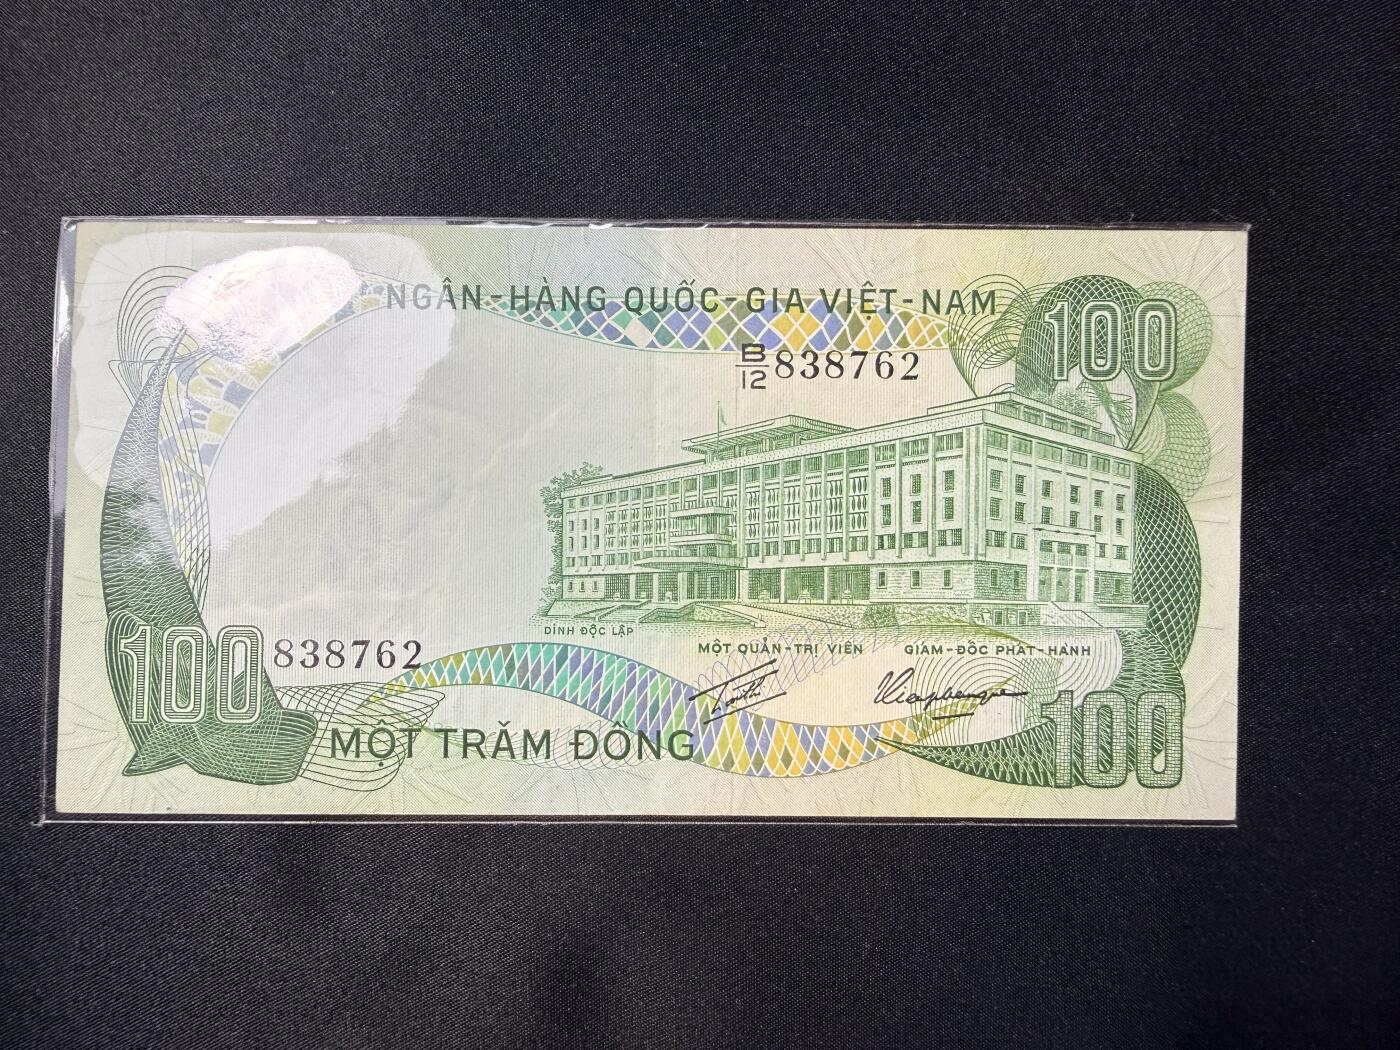 NGÂN-HÀNG QUỐC-GIA VIỆT-NAM
100
B/12 838762
DINH ĐỘC LẬP
100 838762
MỘT QUẢN-TRỊ VIÊN
GIÁM-ĐỐC PHÁT-HÀNH
MỘT TRĂM ĐỒNG
100